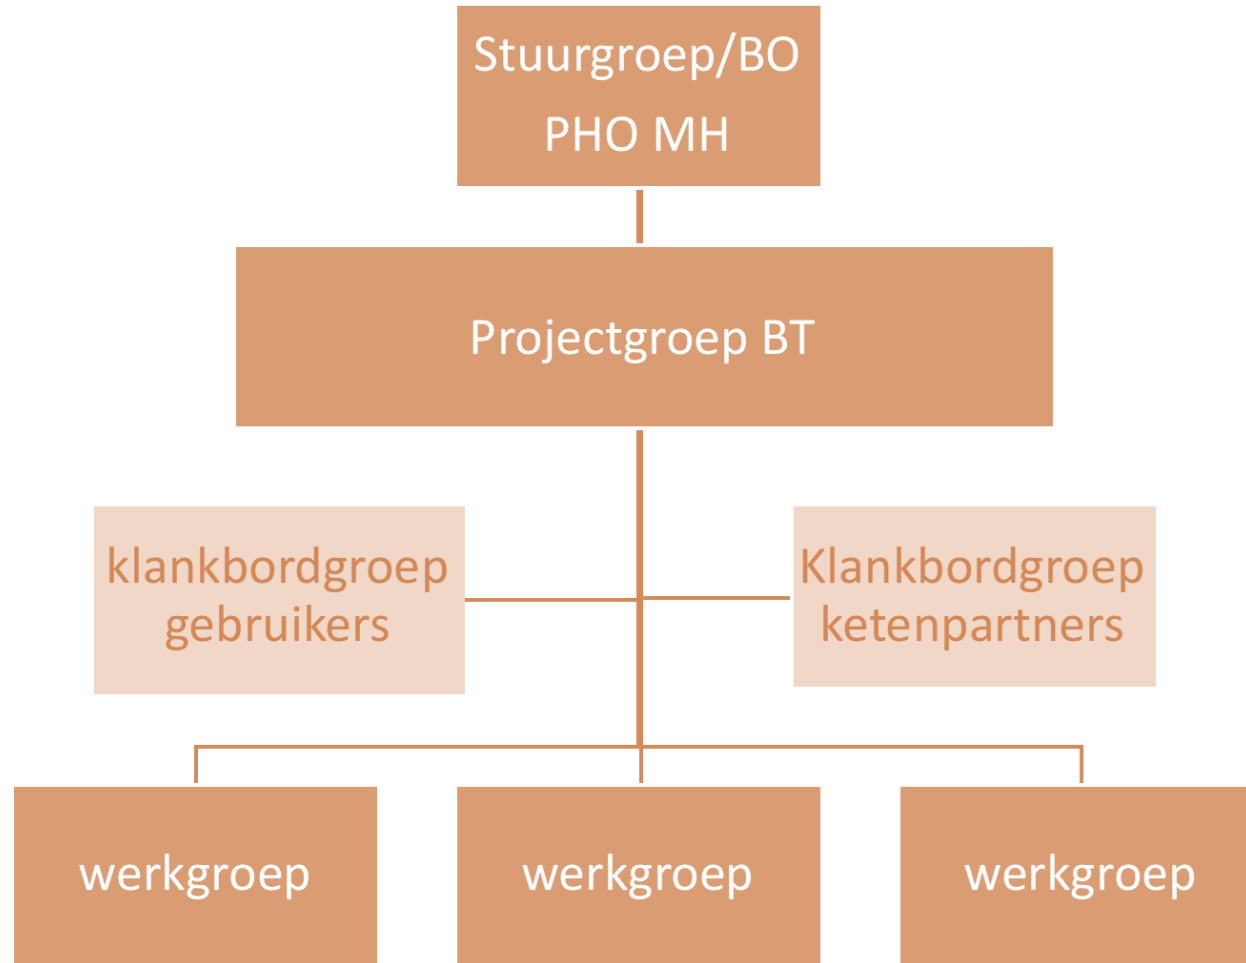 Stuurgroep/BO
PHO MH
Projectgroep BT
klankbordgroep
gebruikers
Klankbordgroep
ketenpartners
werkgroep
werkgroep
werkgroep